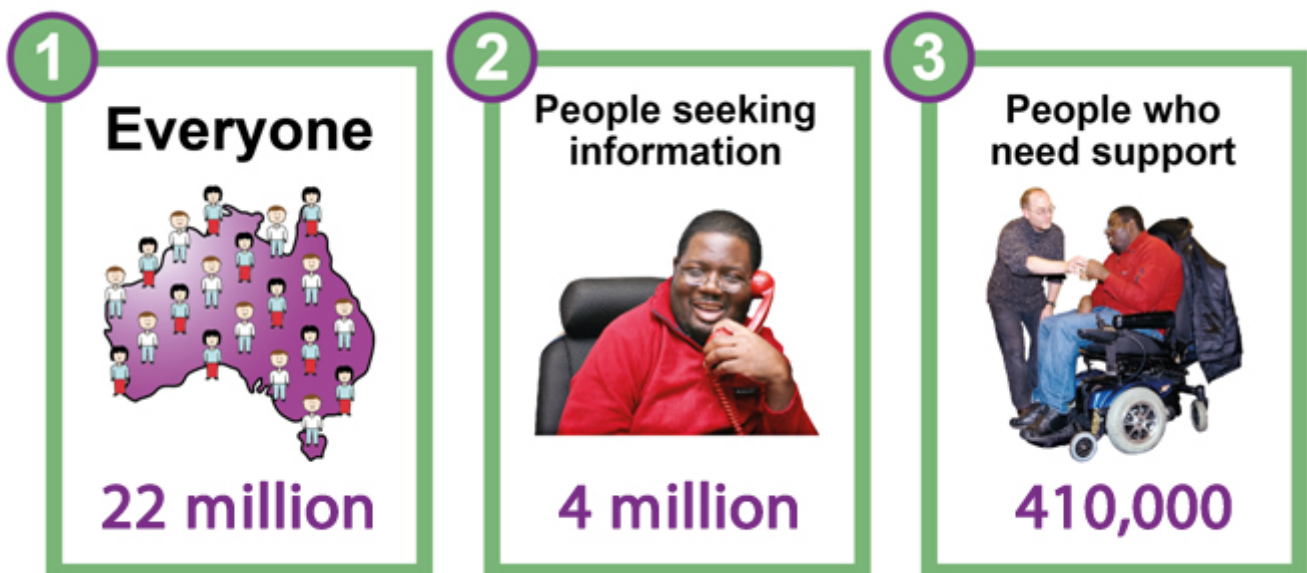 1
Everyone
22 million
2
People seeking
information
4 million
3
People who
need support
410,000